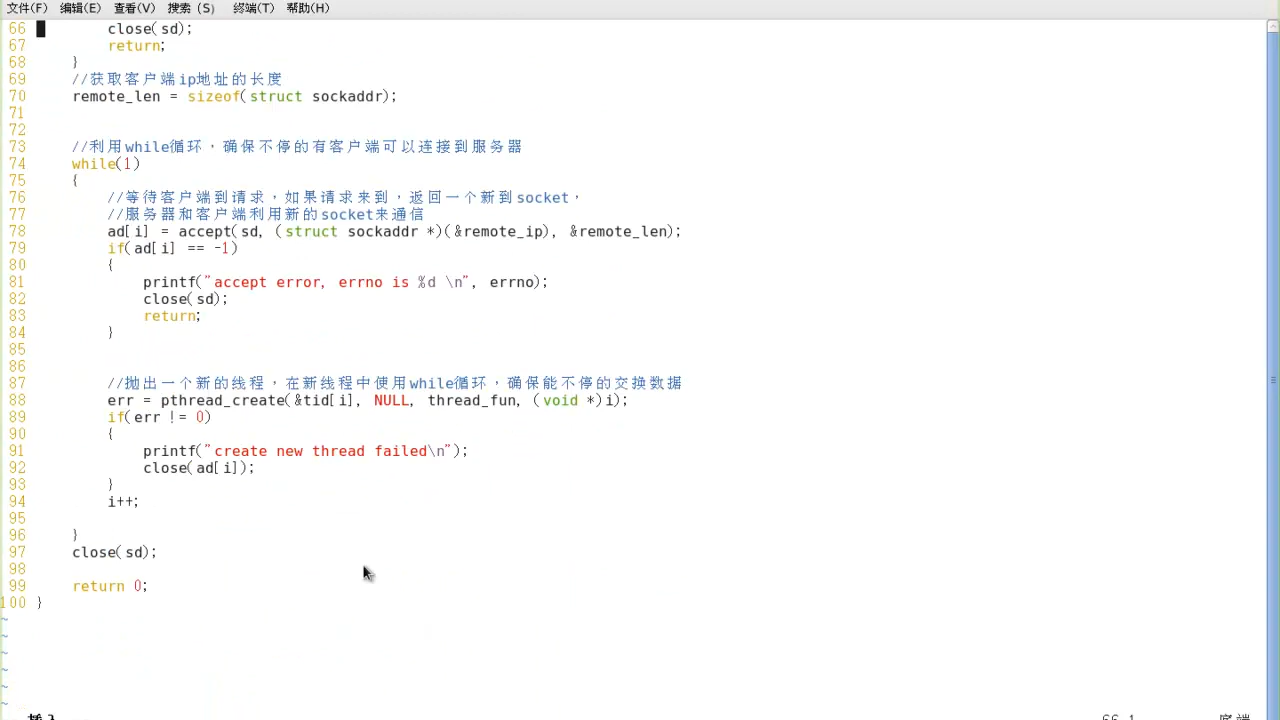 文件(F) 编辑(E) 查看(V) 搜索 (S) 终端(T) 帮助(H)
66 close(sd);
67 return;
68 }
69 //获取客户端ip地址的长度
70 remote_len = sizeof(struct sockaddr);
71
72
73 //利用while循环，确保不停的有客户端可以连接到服务器
74 while(1)
75 {
76 //等待客户端到请求，如果请求来到，返回一个新到socket，
77 //服务器和客户端利用新的socket来通信
78 ad[i] = accept(sd, (struct sockaddr *)(&remote_ip), &remote_len);
79 if(ad[i] == -1)
80 {
81 printf("accept error, errno is %d \n", errno);
82 close(sd);
83 return;
84 }
85
86
87 //抛出一个新的线程，在新线程中使用while循环，确保能不停的交换数据
88 err = pthread_create(&tid[i], NULL, thread_fun, (void *)i);
89 if(err != 0)
90 {
91 printf("create new thread failed\n");
92 close(ad[i]);
93 }
94 i++;
95
96 }
97 close(sd);
98
99 return 0;
100 }
~
~
~
~
~
~
插入 66,1 底端